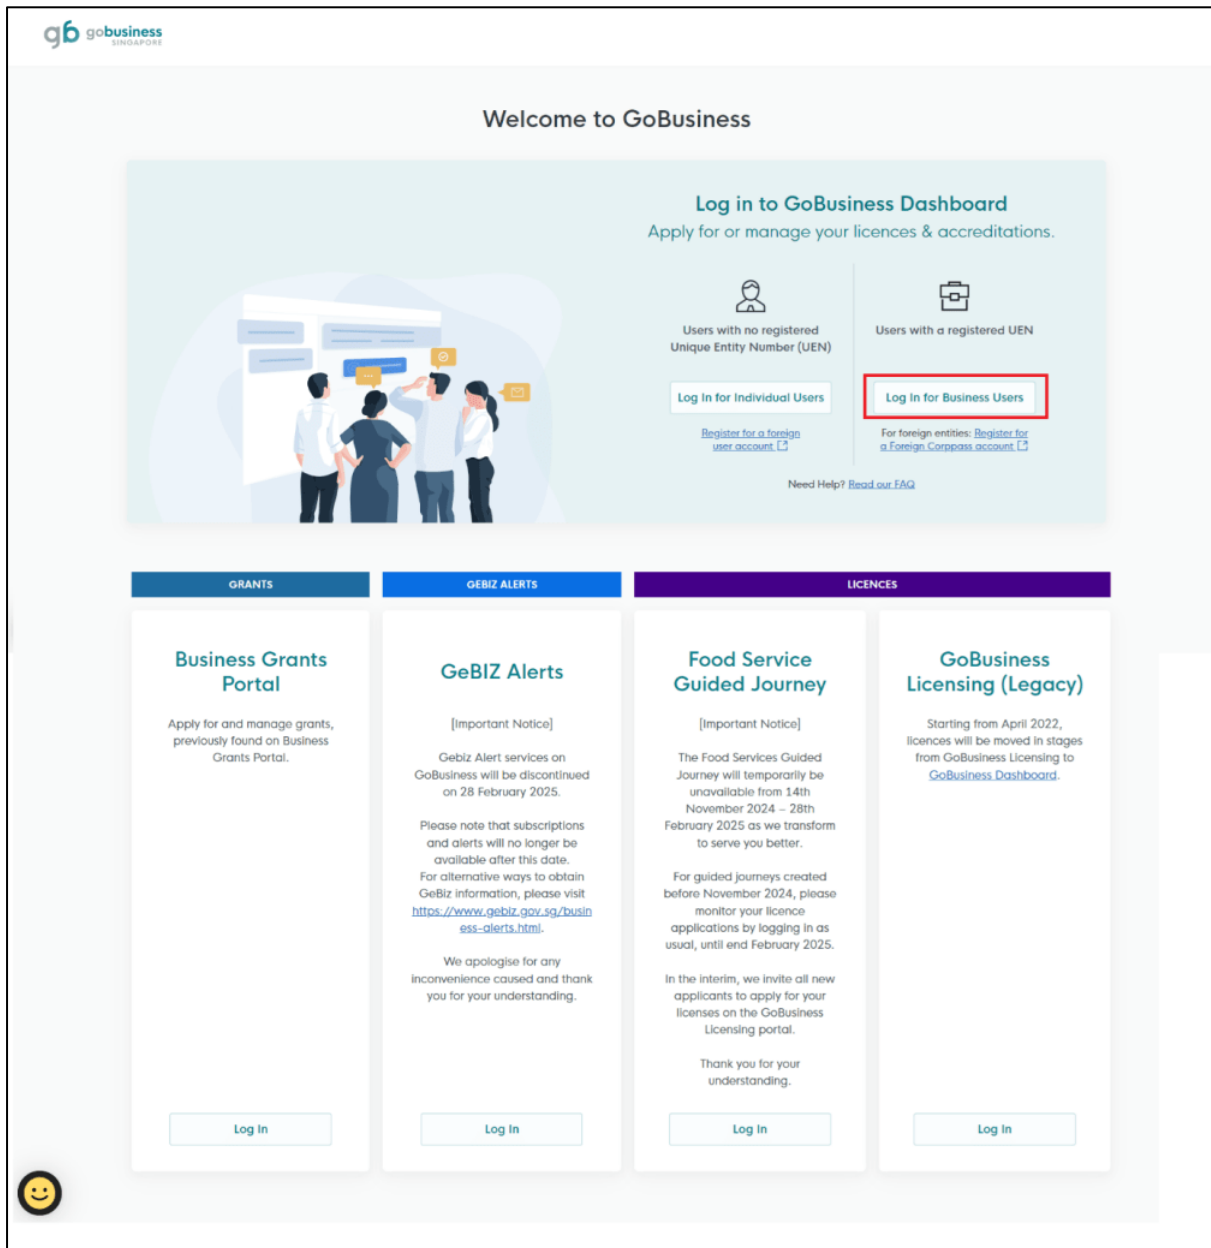 gb gobusiness
SINGAPORE
Welcome to GoBusiness
Log in to GoBusiness Dashboard
Apply for or manage your licences & accreditations.
Users with no registered
Unique Entity Number (UEN)
Log In for Individual Users
Register for a foreign
user account
Users with a registered UEN
Log In for Business Users
For foreign entities: Register for
a Foreign Corppass account
Need Help? Read our FAQ
GRANTS
Business Grants
Portal
Apply for and manage grants,
previously found on Business
Grants Portal.
Log In
GEBIZ ALERTS
GeBIZ Alerts
[Important Notice]
Gebiz Alert services on
GoBusiness will be discontinued
on 28 February 2025.
Please note that subscriptions
and alerts will no longer be
available after this date.
For alternative ways to obtain
GeBiz information, please visit
https://www.gebiz.gov.sg/busin
ess-alerts.html.
We apologise for any
inconvenience caused and thank
you for your understanding.
Log In
LICENCES
Food Service
Guided Journey
[Important Notice]
The Food Services Guided
Journey will temporarily be
unavailable from 14th
November 2024 – 28th
February 2025 as we transform
to serve you better.
For guided journeys created
before November 2024, please
monitor your licence
applications by logging in as
usual, until end February 2025.
In the interim, we invite all new
applicants to apply for your
licenses on the GoBusiness
Licensing portal.
Thank you for your
understanding.
Log In
GoBusiness
Licensing (Legacy)
Starting from April 2022,
licences will be moved in stages
from GoBusiness Licensing to
GoBusiness Dashboard.
Log In